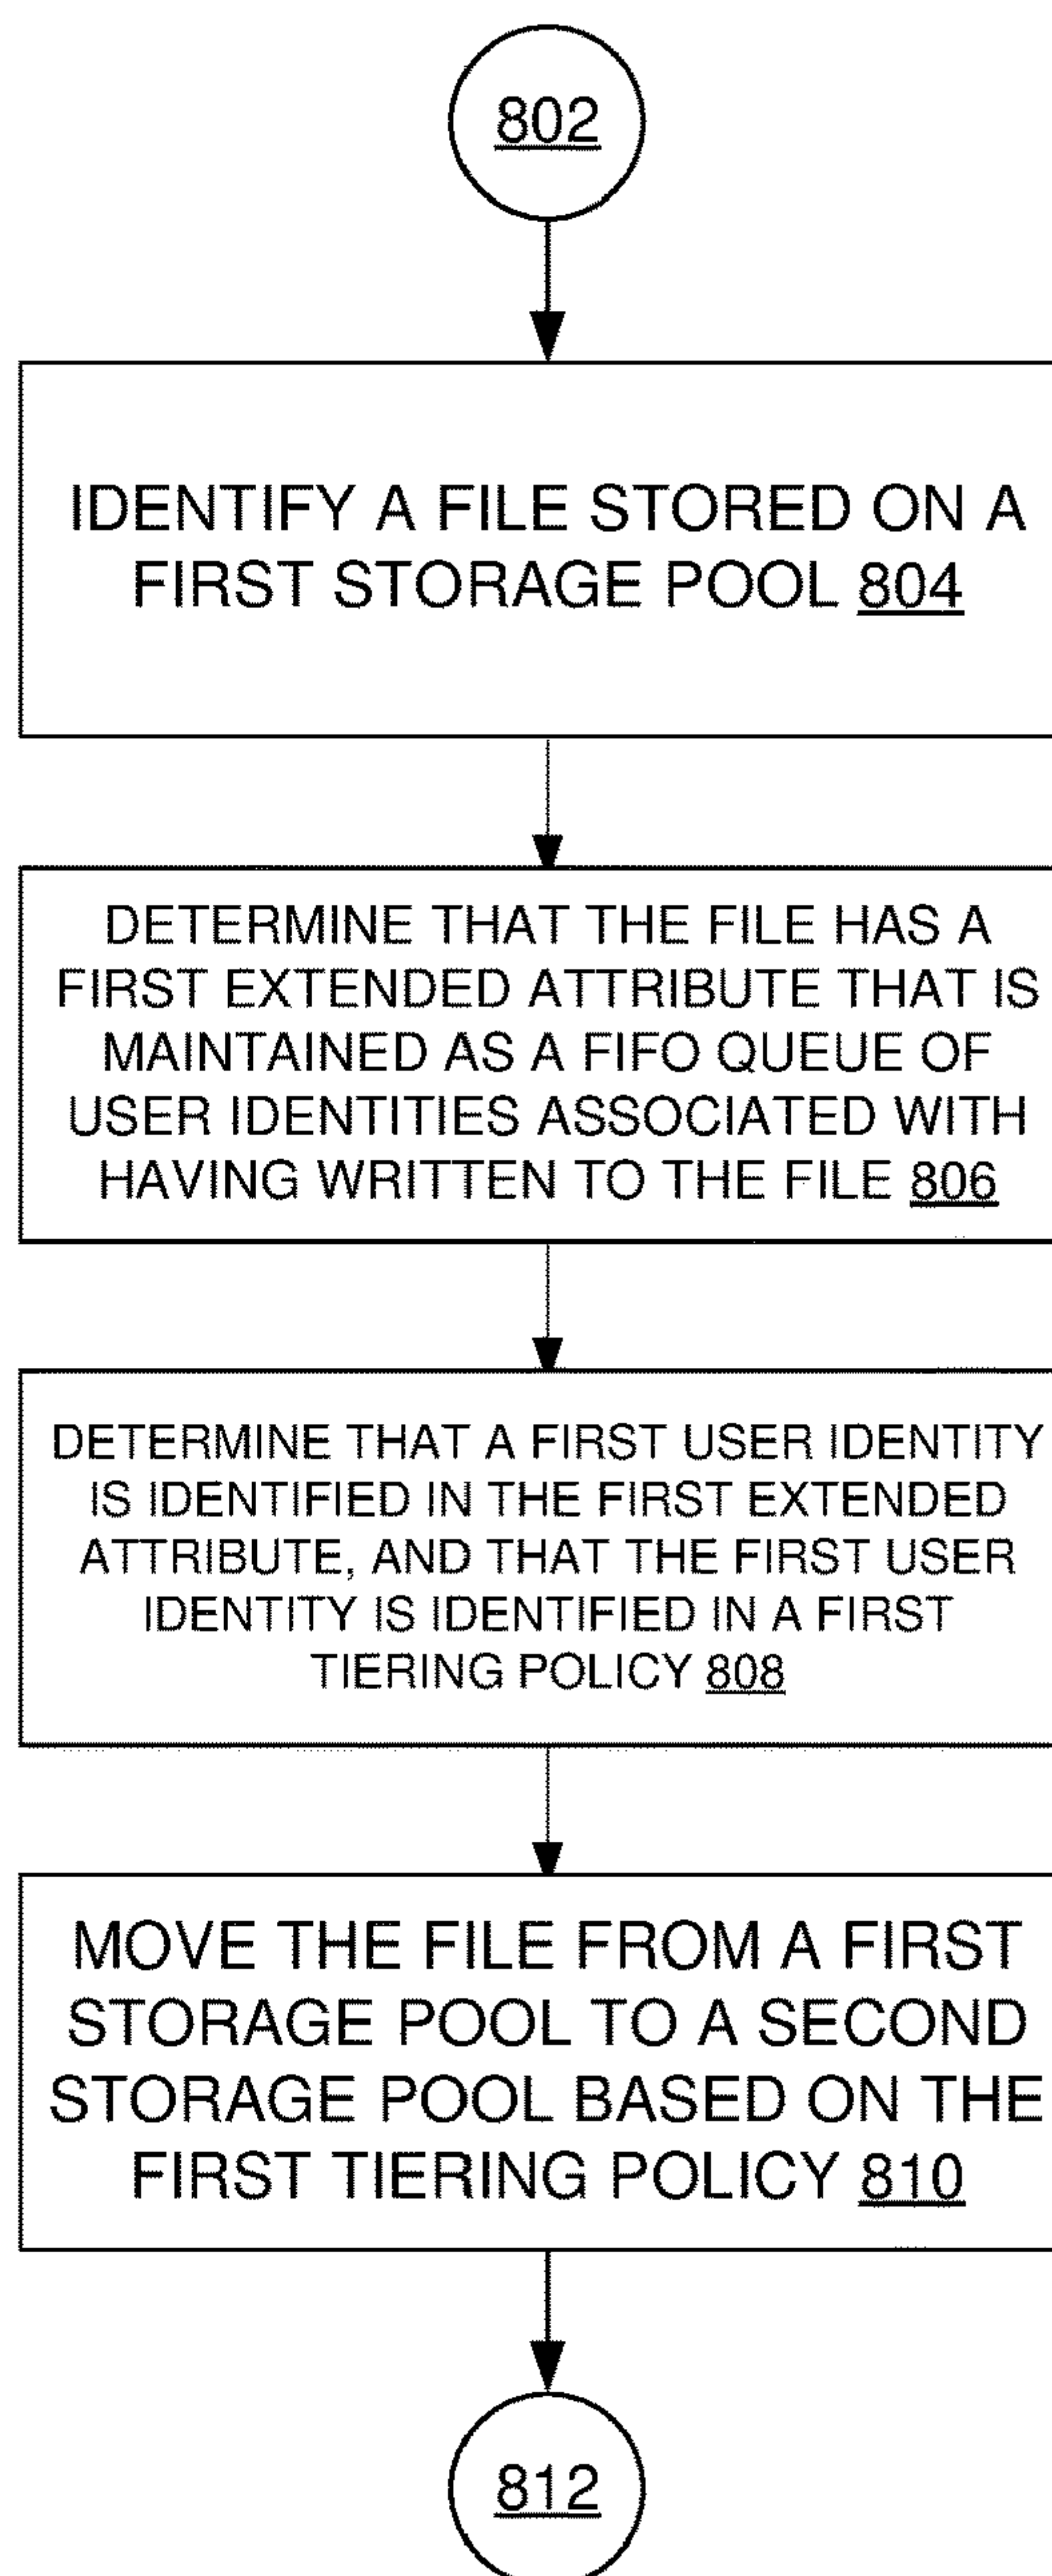 802
IDENTIFY A FILE STORED ON A
FIRST STORAGE POOL 804
DETERMINE THAT THE FILE HAS A
FIRST EXTENDED ATTRIBUTE THAT IS
MAINTAINED AS A FIFO QUEUE OF
USER IDENTITIES ASSOCIATED WITH
HAVING WRITTEN TO THE FILE 806
DETERMINE THAT A FIRST USER IDENTITY
IS IDENTIFIED IN THE FIRST EXTENDED
ATTRIBUTE, AND THAT THE FIRST USER
IDENTITY IS IDENTIFIED IN A FIRST
TIERING POLICY 808
MOVE THE FILE FROM A FIRST
STORAGE POOL TO A SECOND
STORAGE POOL BASED ON THE
FIRST TIERING POLICY 810
812